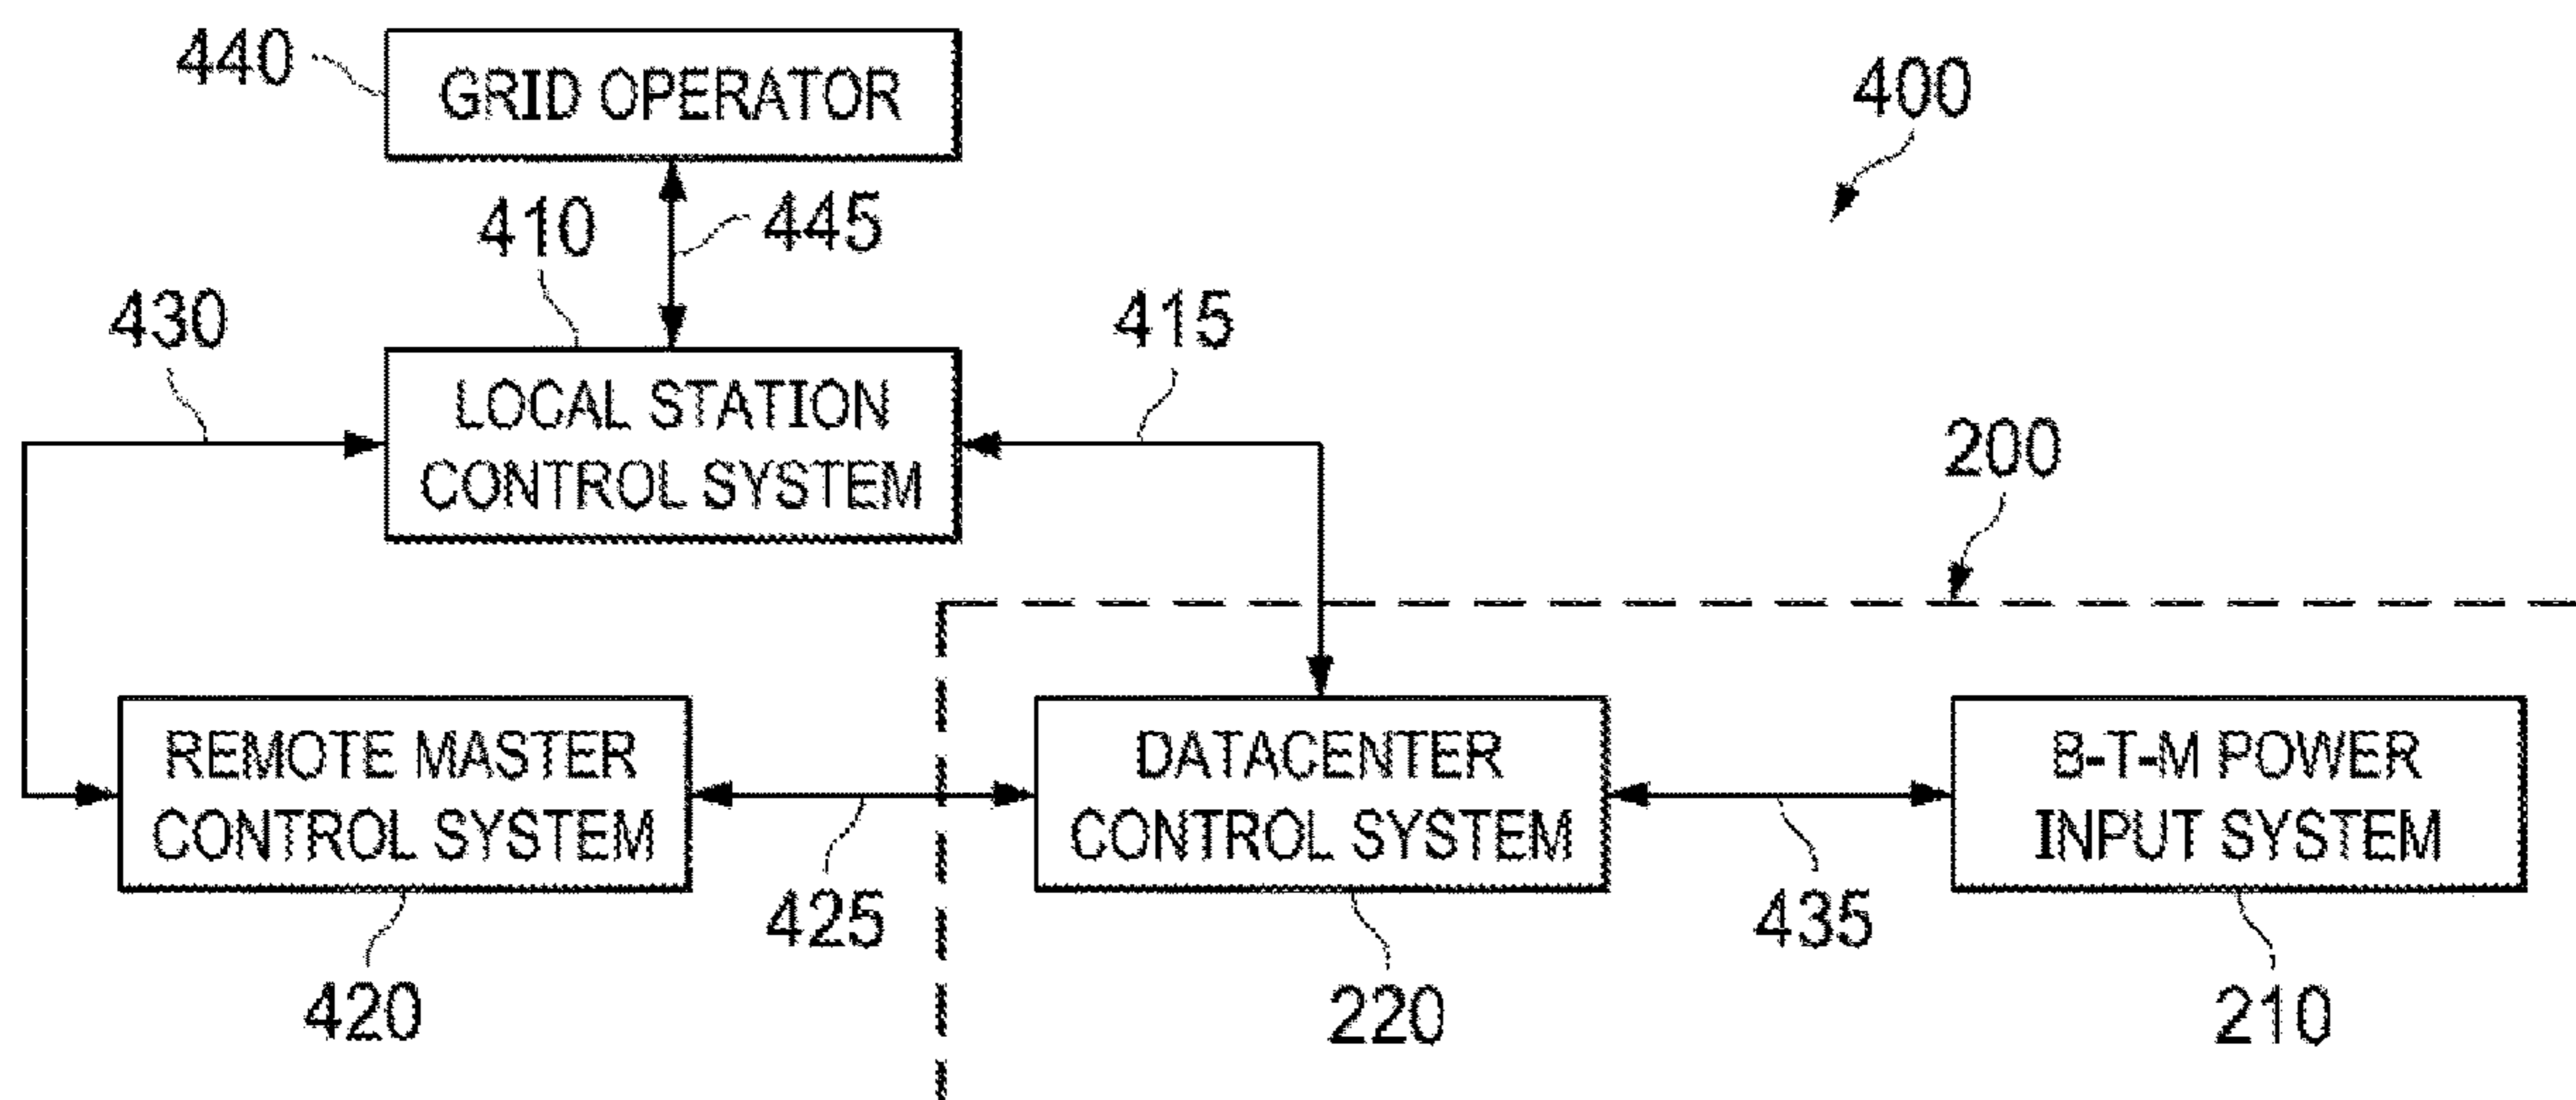 440
GRID OPERATOR
400
410
445
430
415
LOCAL STATION
CONTROL SYSTEM
200
REMOTE MASTER
CONTROL SYSTEM
DATACENTER
CONTROL SYSTEM
B-T-M POWER
INPUT SYSTEM
425
435
420
220
210